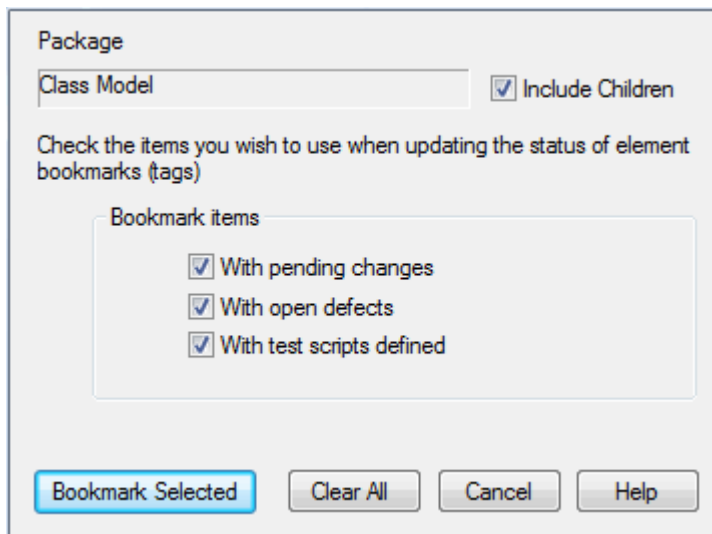 Package
Class Model
Include Children
Check the items you wish to use when updating the status of element
bookmarks (tags)
Bookmark items
With pending changes
With open defects
With test scripts defined
Bookmark Selected
Clear All
Cancel
Help